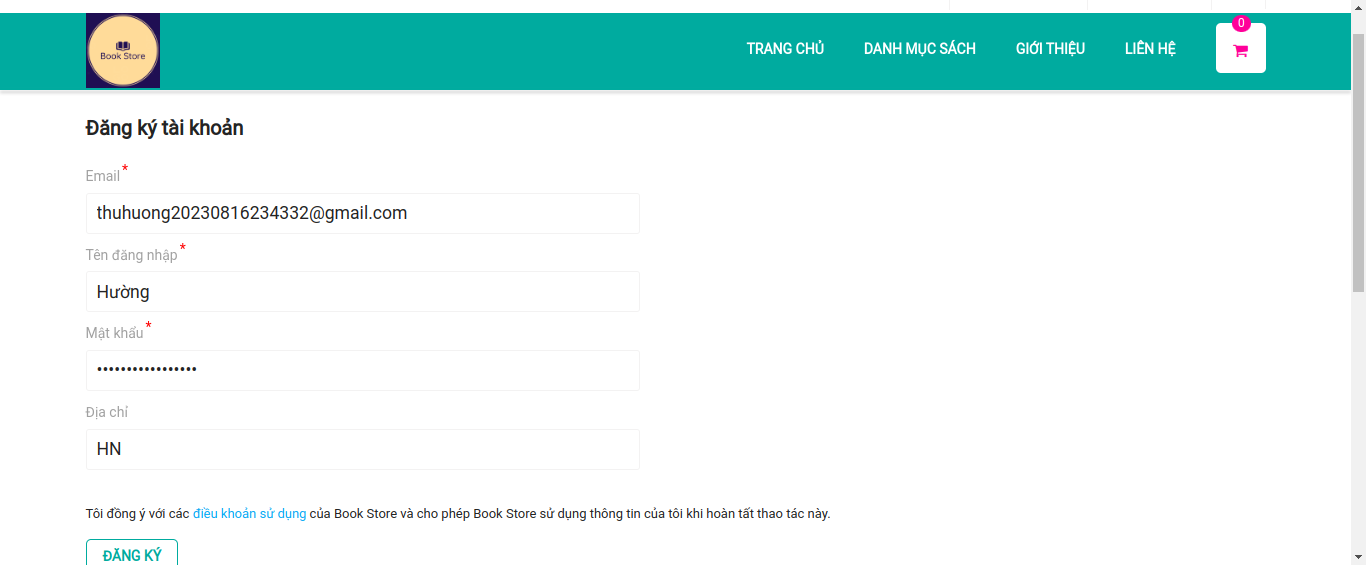 Book Store
TRANG CHỦ DANH MỤC SÁCH GIỚI THIỆU LIÊN HỆ 0
Đăng ký tài khoản
Email *
thuhuong20230816234332@gmail.com
Tên đăng nhập *
Hường
Mật khẩu *
•••••••••••••••••
Địa chỉ
HN
Tôi đồng ý với các điều khoản sử dụng của Book Store và cho phép Book Store sử dụng thông tin của tôi khi hoàn tất thao tác này.
ĐĂNG KÝ